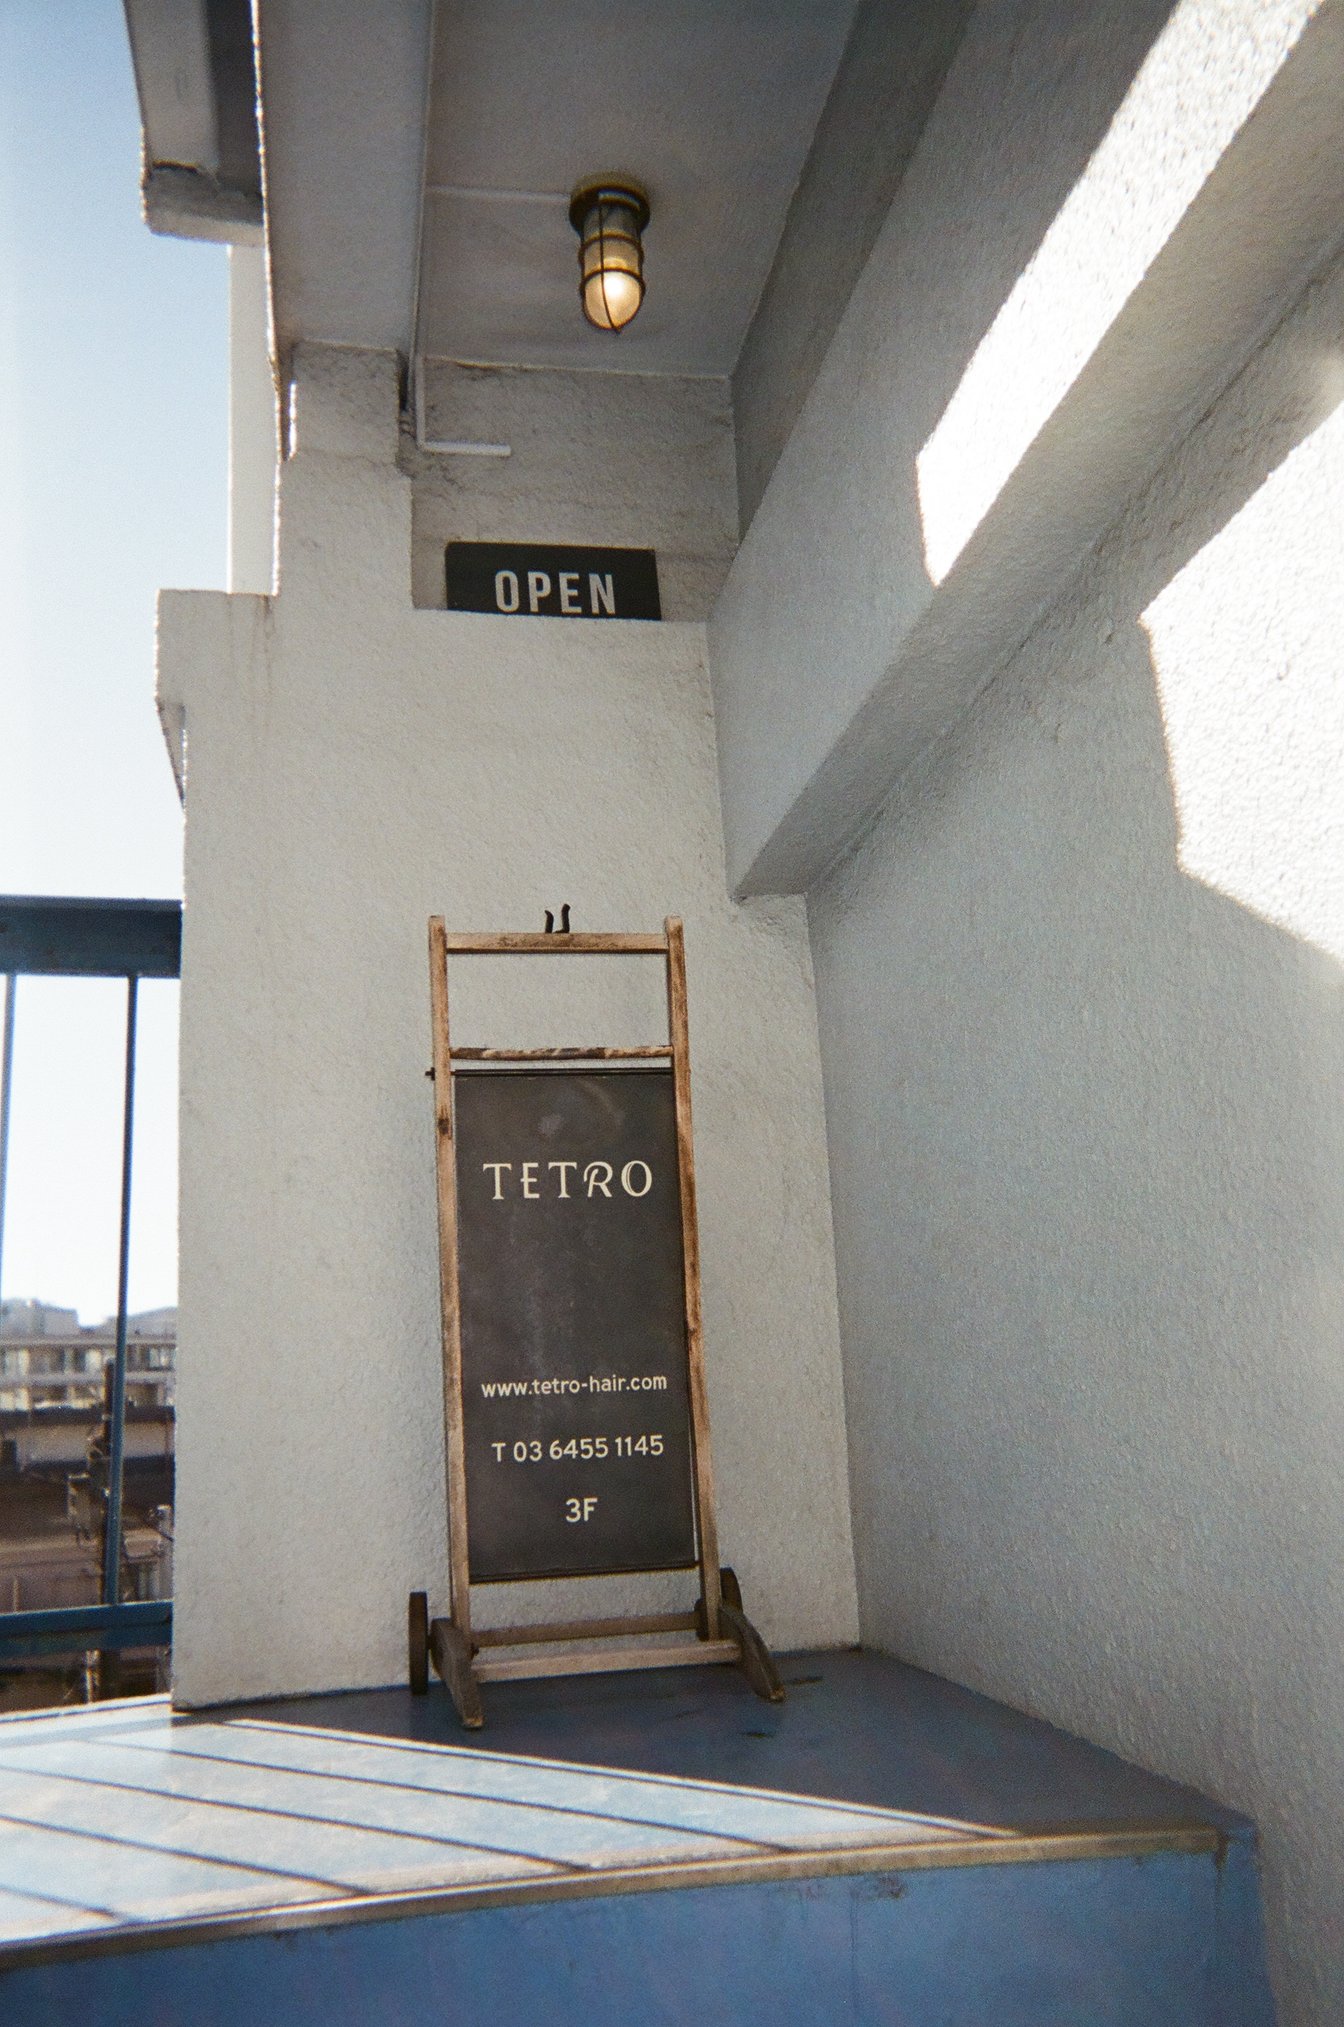 OPEN
TETRO
www.tetro-hair.com
T 03 6455 1145
3F